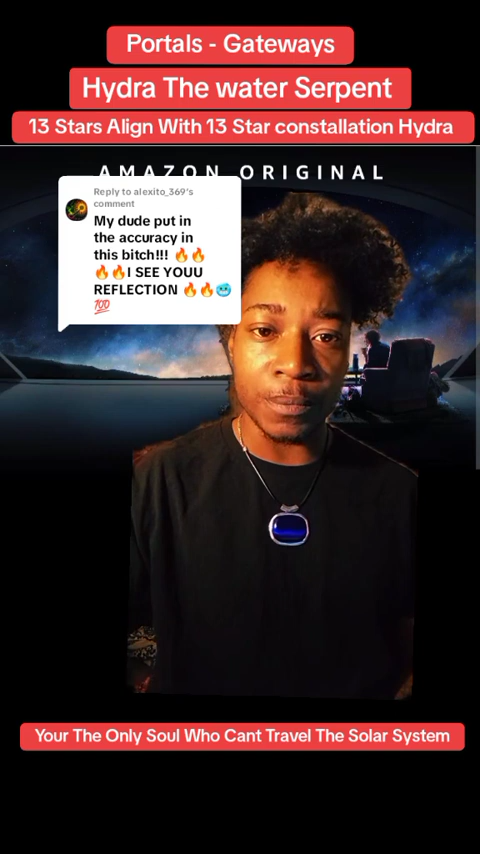 Portals - Gateways
Hydra The water Serpent
13 Stars Align With 13 Star constallation Hydra
AMAZON ORIGINAL
Reply to alexito_369's
comment
My dude put in
the accuracy in
this bitch!!! 🔥🔥
🔥🔥I SEE YOUU
REFLECTION 🔥🔥🥶
💯
Your The Only Soul Who Cant Travel The Solar System